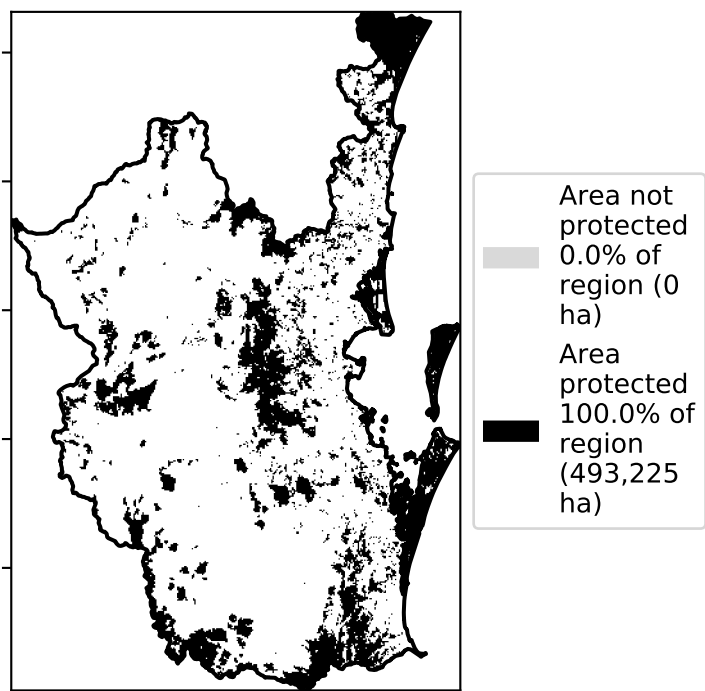 Area not
protected
0.0% of
region (0
ha)
Area
protected
100.0% of
region
(493,225
ha)